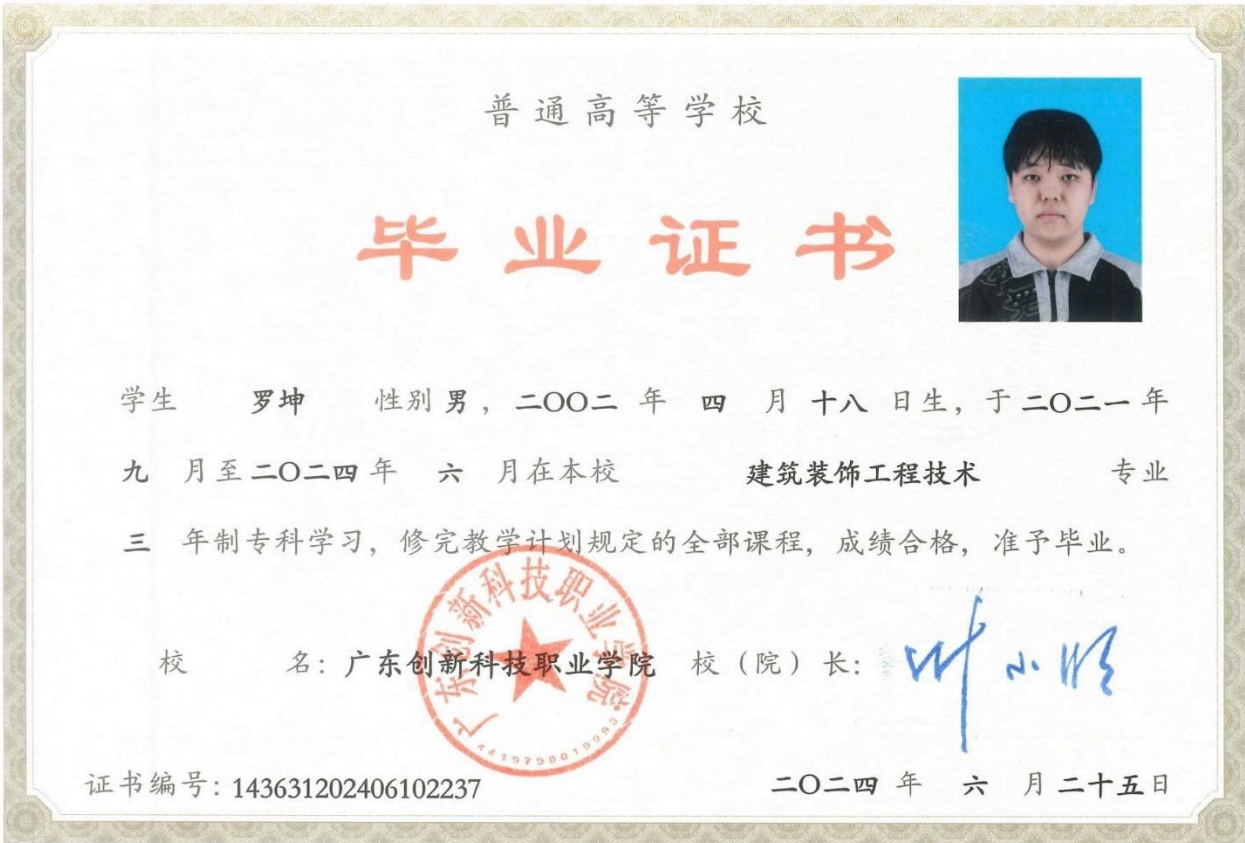 普通高等学校
毕业证书
学生 罗坤 性别 男，二〇〇二 年 四 月 十八 日生，于 二〇二一 年
九 月至 二〇二四 年 六 月在本校 建筑装饰工程技术 专业
三 年制专科学习，修完教学计划规定的全部课程，成绩合格，准予毕业。
广东创新科技职业学院
校 名：广东创新科技职业学院 校（院）长：
证书编号：143631202406102237
二〇二四 年 六 月 二十五日